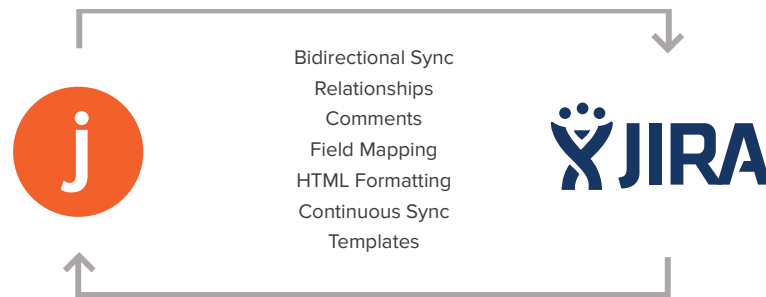 Bidirectional Sync
Relationships
Comments
j
Field Mapping
JIRA
HTML Formatting
Continuous Sync
Templates